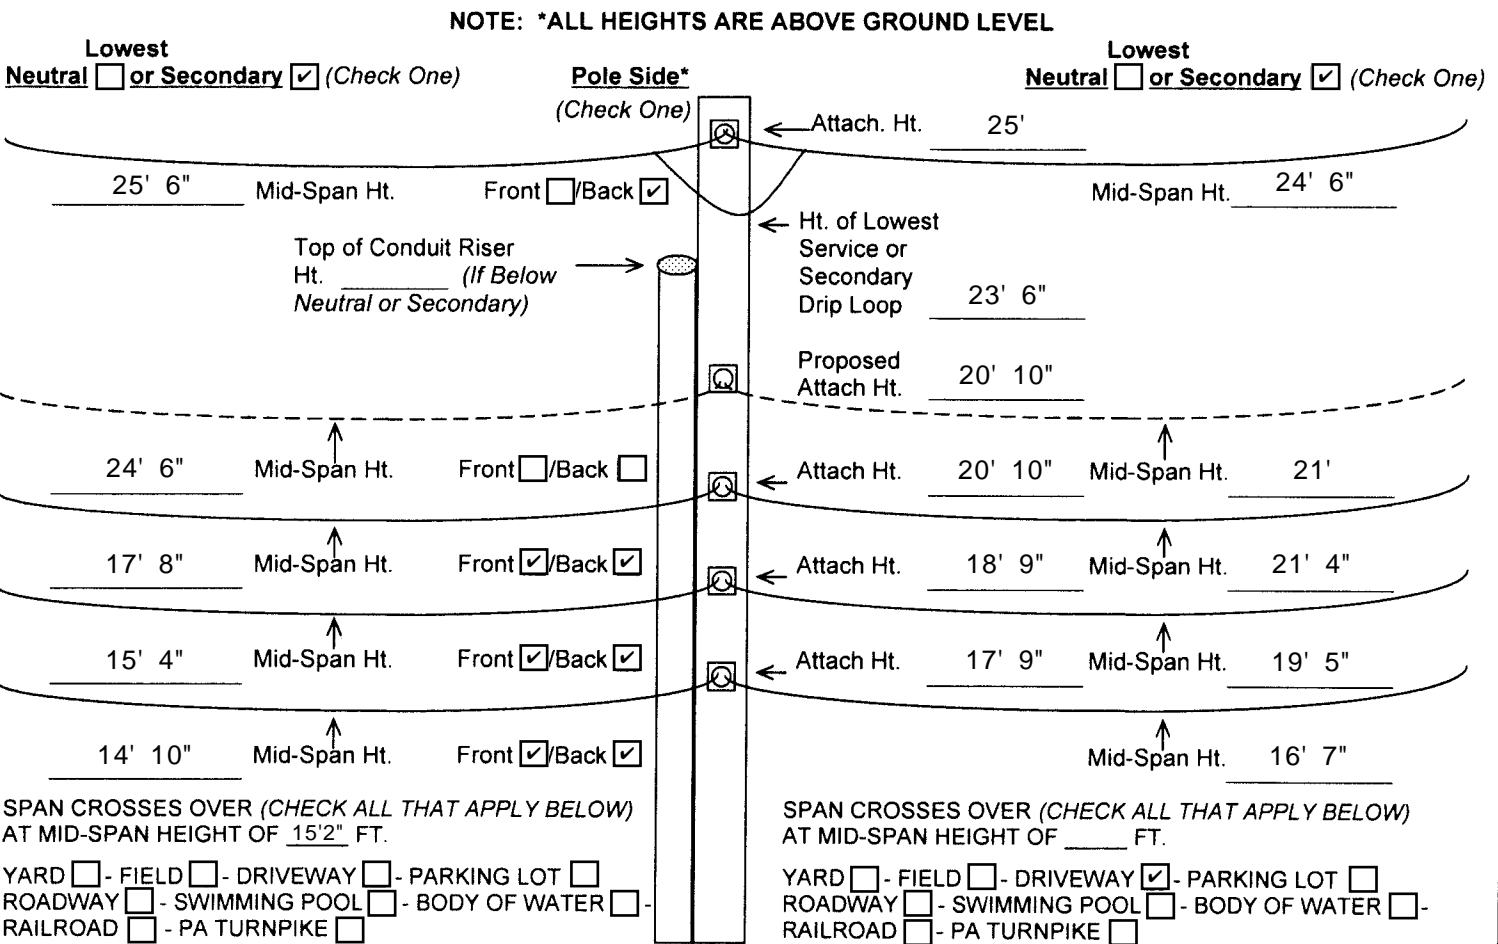 NOTE: *ALL HEIGHTS ARE ABOVE GROUND LEVEL
Lowest
Neutral ☐ or Secondary ☑ (Check One)
Pole Side*
(Check One)
Lowest
Neutral ☐ or Secondary ☑ (Check One)
Attach. Ht. 25'
25' 6" Mid-Span Ht. Front ☐/Back ☑
Mid-Span Ht. 24' 6"
Top of Conduit Riser
Ht. ________ (If Below
Neutral or Secondary)
Ht. of Lowest
Service or
Secondary
Drip Loop 23' 6"
Proposed
Attach Ht. 20' 10"
24' 6" Mid-Span Ht. Front ☐/Back ☐ Attach Ht. 20' 10" Mid-Span Ht. 21'
17' 8" Mid-Span Ht. Front ☑/Back ☑ Attach Ht. 18' 9" Mid-Span Ht. 21' 4"
15' 4" Mid-Span Ht. Front ☑/Back ☑ Attach Ht. 17' 9" Mid-Span Ht. 19' 5"
14' 10" Mid-Span Ht. Front ☑/Back ☑ Mid-Span Ht. 16' 7"
SPAN CROSSES OVER (CHECK ALL THAT APPLY BELOW)
AT MID-SPAN HEIGHT OF 15'2" FT.
YARD ☐ - FIELD ☐ - DRIVEWAY ☐ - PARKING LOT ☐
ROADWAY ☐ - SWIMMING POOL ☐ - BODY OF WATER ☐ -
RAILROAD ☐ - PA TURNPIKE ☐
SPAN CROSSES OVER (CHECK ALL THAT APPLY BELOW)
AT MID-SPAN HEIGHT OF _____ FT.
YARD ☐ - FIELD ☐ - DRIVEWAY ☑ - PARKING LOT ☐
ROADWAY ☐ - SWIMMING POOL ☐ - BODY OF WATER ☐ -
RAILROAD ☐ - PA TURNPIKE ☐